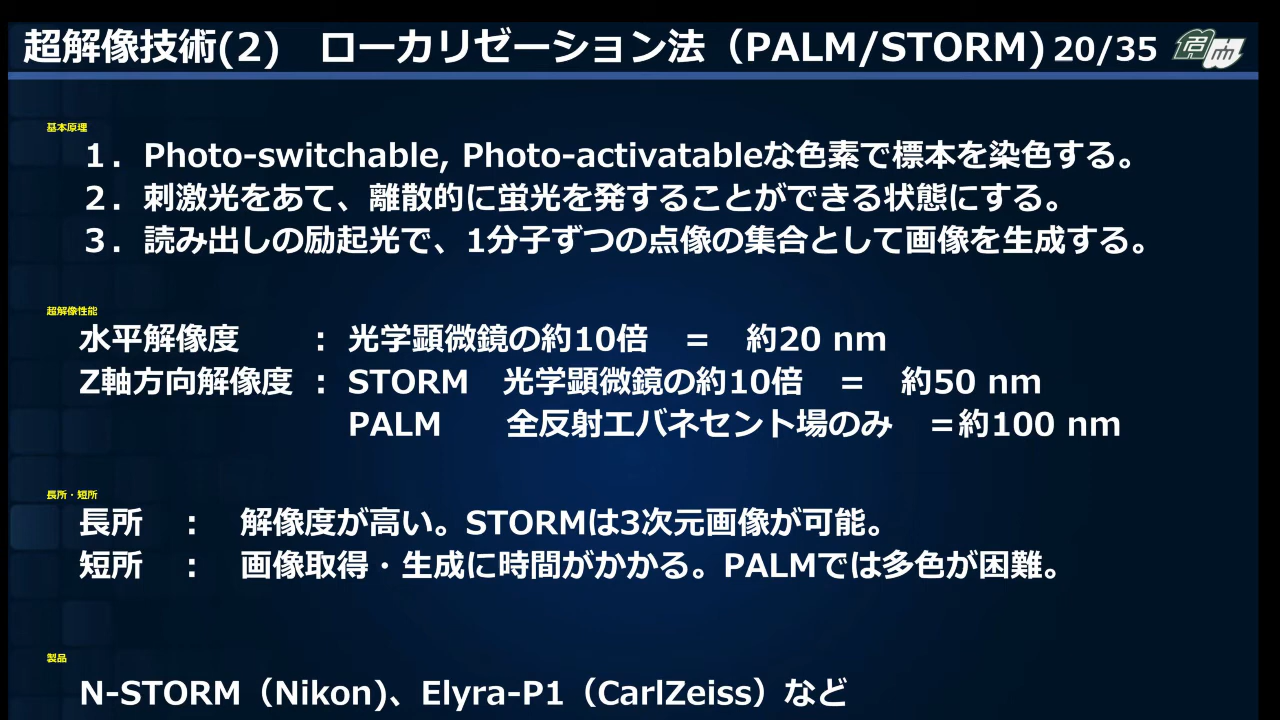 超解像技術(2)　ローカリゼーション法（PALM/STORM) 20/35
基本原理
１．Photo-switchable, Photo-activatableな色素で標本を染色する。
２．刺激光をあて、離散的に蛍光を発することができる状態にする。
３．読み出しの励起光で、1分子ずつの点像の集合として画像を生成する。
超解像性能
水平解像度　　： 光学顕微鏡の約10倍　＝　約20 nm
Z軸方向解像度 ： STORM　光学顕微鏡の約10倍　＝　約50 nm
PALM　　全反射エバネセント場のみ　＝約100 nm
長所・短所
長所　：　解像度が高い。STORMは3次元画像が可能。
短所　：　画像取得・生成に時間がかかる。PALMでは多色が困難。
製品
N-STORM（Nikon)、Elyra-P1（CarlZeiss）など